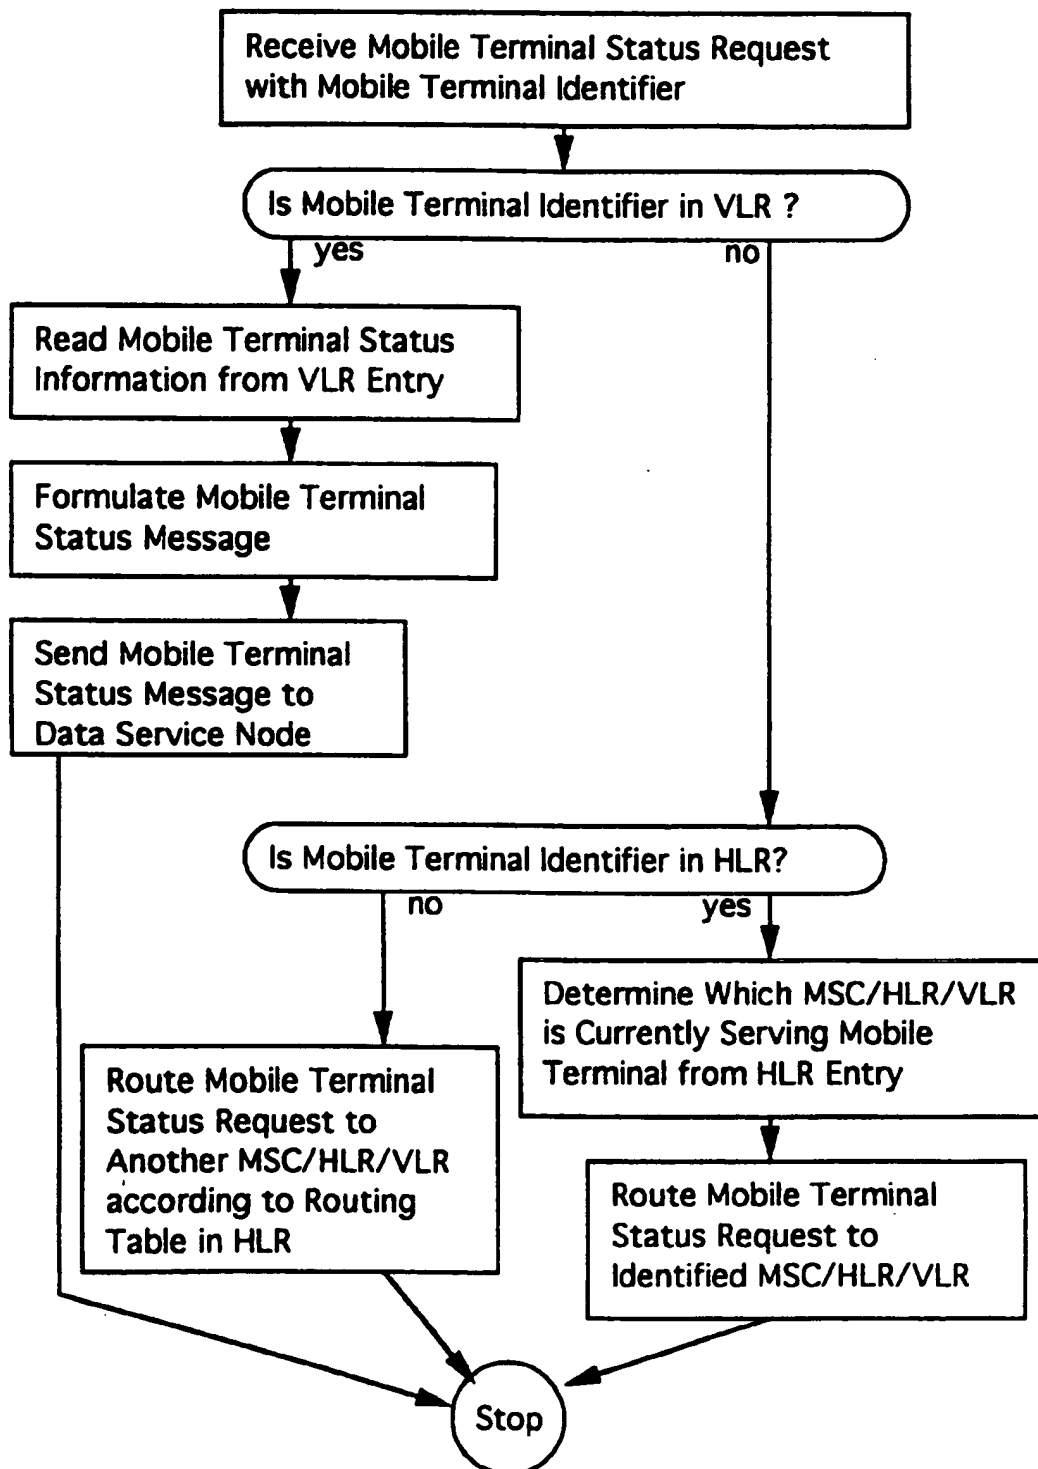 Receive Mobile Terminal Status Request
with Mobile Terminal Identifier
Is Mobile Terminal Identifier in VLR ?
yes
no
Read Mobile Terminal Status
Information from VLR Entry
Formulate Mobile Terminal
Status Message
Send Mobile Terminal
Status Message to
Data Service Node
Is Mobile Terminal Identifier in HLR?
no
yes
Determine Which MSC/HLR/VLR
is Currently Serving Mobile
Terminal from HLR Entry
Route Mobile Terminal
Status Request to
Another MSC/HLR/VLR
according to Routing
Table in HLR
Route Mobile Terminal
Status Request to
Identified MSC/HLR/VLR
Stop